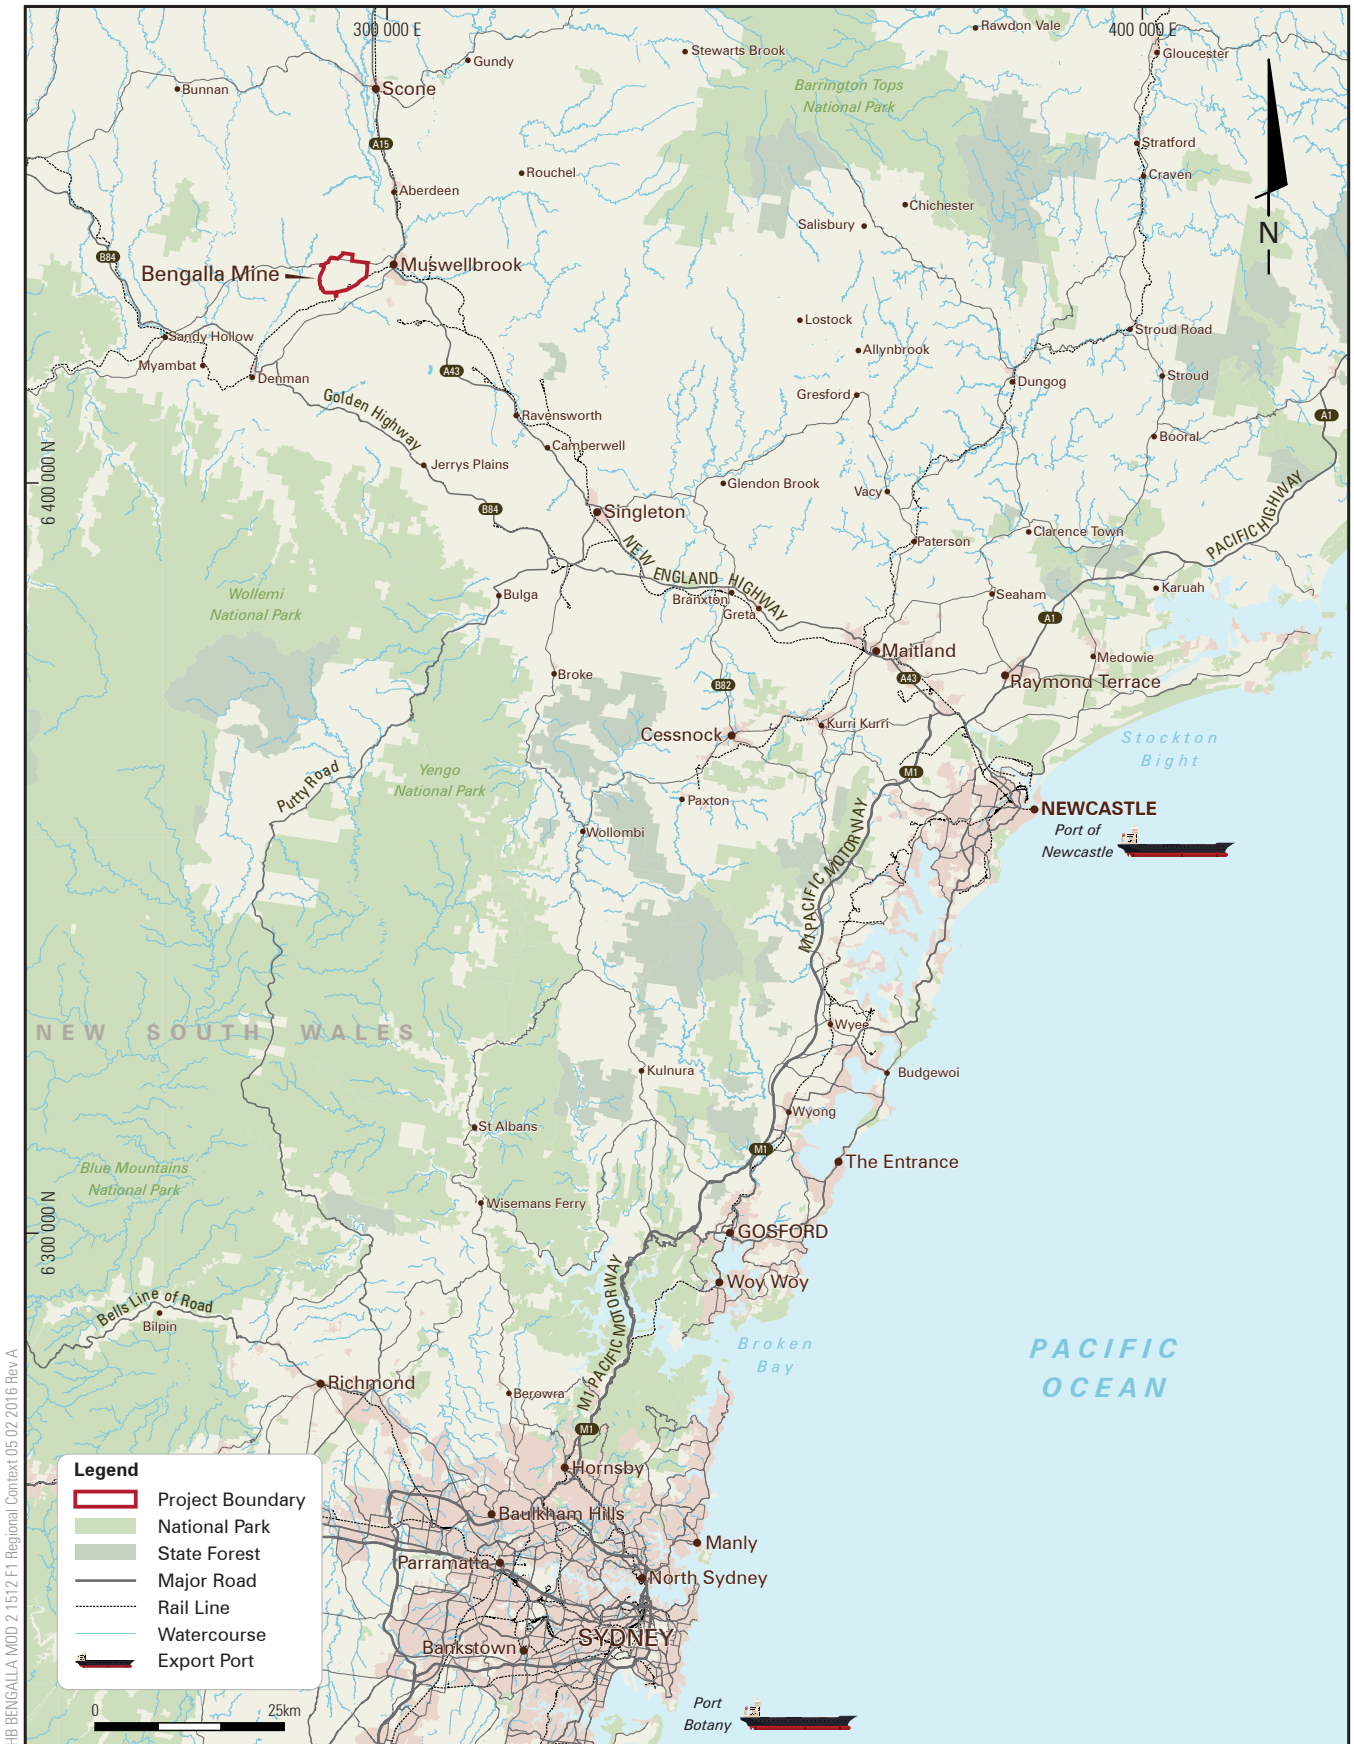 300 000 E
400 000 E
Rawdon Vale
Gloucester
Stewarts Brook
Gundy
Bunnan
Scone
Barrington Tops
National Park
A15
Stratford
Rouchel
Craven
Aberdeen
Chichester
Salisbury
N
B84
Bengalla Mine
Muswellbrook
Lostock
Stroud Road
Sandy Hollow
Allynbrook
Myambat
Denman
A43
Dungog
Stroud
Golden Highway
Gresford
Ravensworth
A1
Camberwell
Booral
Jerrys Plains
6 400 000 N
Glendon Brook
Vacy
B84
Singleton
PACIFIC HIGHWAY
Clarence Town
Paterson
NEW ENGLAND HIGHWAY
Wollemi
National Park
Bulga
Branxton
Greta
Seaham
Karuah
A1
Maitland
Medowie
Broke
B82
A43
Raymond Terrace
Kurri Kurri
Cessnock
Stockton
Bight
Putty Road
Yengo
National Park
M1
Paxton
NEWCASTLE
Port of
Newcastle
Wollombi
M1 PACIFIC MOTORWAY
NEW SOUTH WALES
Wyee
Kulnura
Budgewoi
Wyong
St Albans
M1
The Entrance
Blue Mountains
National Park
Wisemans Ferry
6 300 000 N
GOSFORD
Woy Woy
Bells Line of Road
Bilpin
M1 PACIFIC MOTORWAY
Broken
Bay
PACIFIC
OCEAN
Richmond
Berowra
M1
Hornsby
Baulkham Hills
Manly
Parramatta
North Sydney
SYDNEY
Bankstown
Port
Botany
Legend
Project Boundary
National Park
State Forest
Major Road
Rail Line
Watercourse
Export Port
0
25km
HB BENGALLA MOD 2 1512 F1 Regional Context 05 02 2016 Rev A